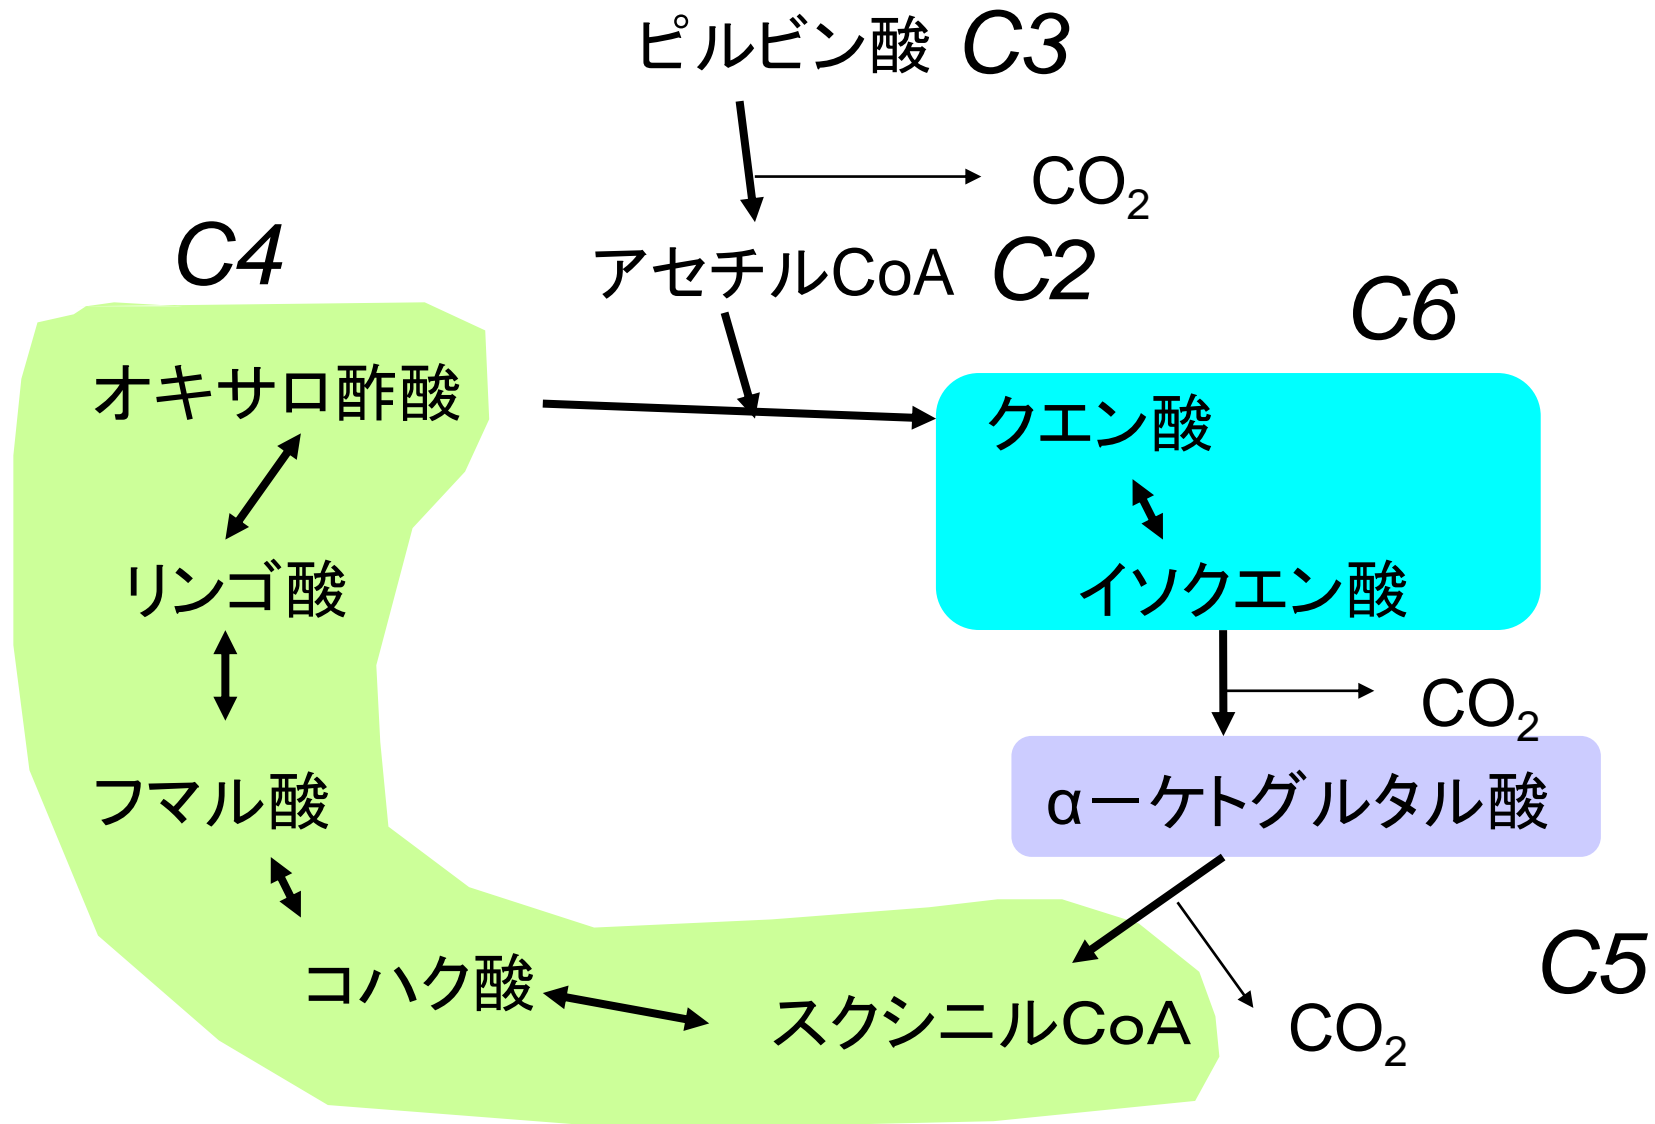 ピルビン酸 C3
CO2
C4
アセチルCoA C2
C6
オキサロ酢酸
クエン酸
リンゴ酸
イソクエン酸
CO2
フマル酸
α－ケトグルタル酸
C5
コハク酸
スクシニルCoA
CO2